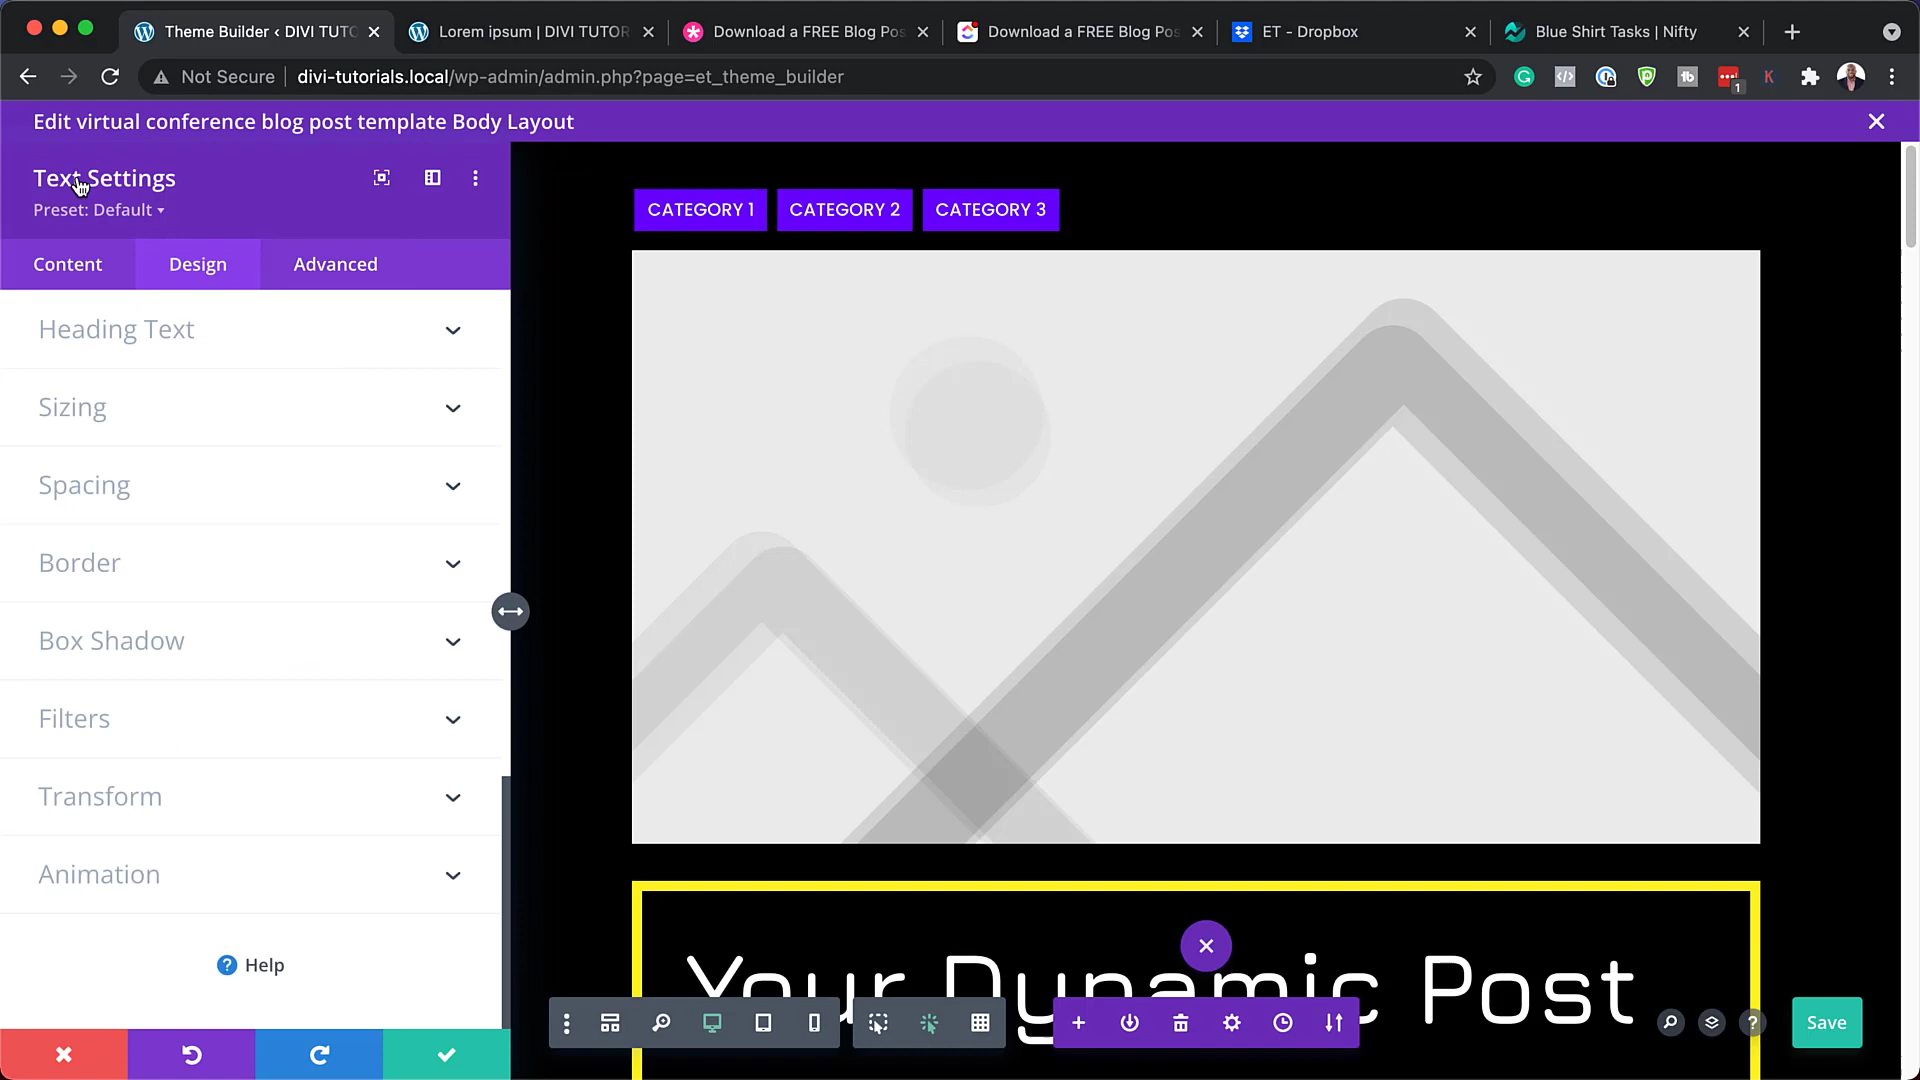 Theme Builder ‹ DIVI TUTO
Lorem ipsum | DIVI TUTOR
Download a FREE Blog Pos
Download a FREE Blog Pos
ET - Dropbox
Blue Shirt Tasks | Nifty
Not Secure
divi-tutorials.local/wp-admin/admin.php?page=et_theme_builder
1
Edit virtual conference blog post template Body Layout
Text Settings
Preset: Default
Content
Design
Advanced
Heading Text
Sizing
Spacing
Border
Box Shadow
Filters
Transform
Animation
? Help
CATEGORY 1
CATEGORY 2
CATEGORY 3
Your Dynamic Post
?
Save